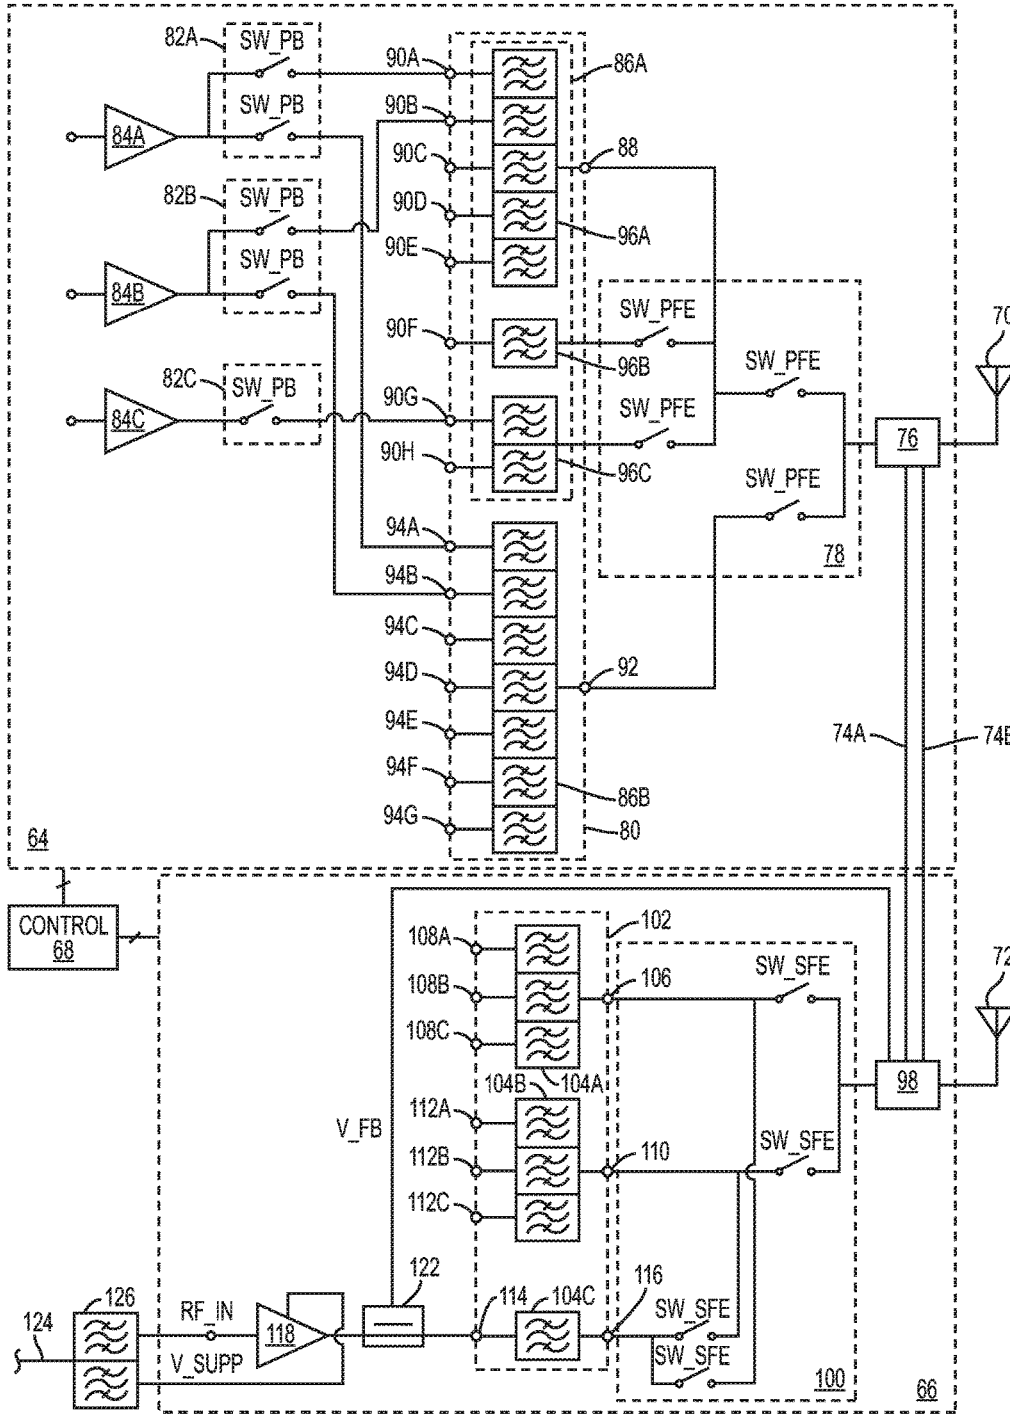 82A
SW_PB
90A
86A
SW_PB
90B
84A
90C
88
82B
SW_PB
90D
96A
SW_PB
90E
84B
SW_PFE
70
90F
96B
SW_PFE
82C
SW_PB
90G
SW_PFE
84C
76
90H
96C
SW_PFE
94A
78
94B
94C
94D
92
94E
74A
74B
94F
86B
94G
80
64
CONTROL
68
108A
102
108B
106
SW_SFE
72
108C
104B
104A
98
112A
V_FB
112B
110
SW_SFE
112C
122
126
RF_IN
114
104C
116
SW_SFE
124
118
V_SUPP
SW_SFE
100
66